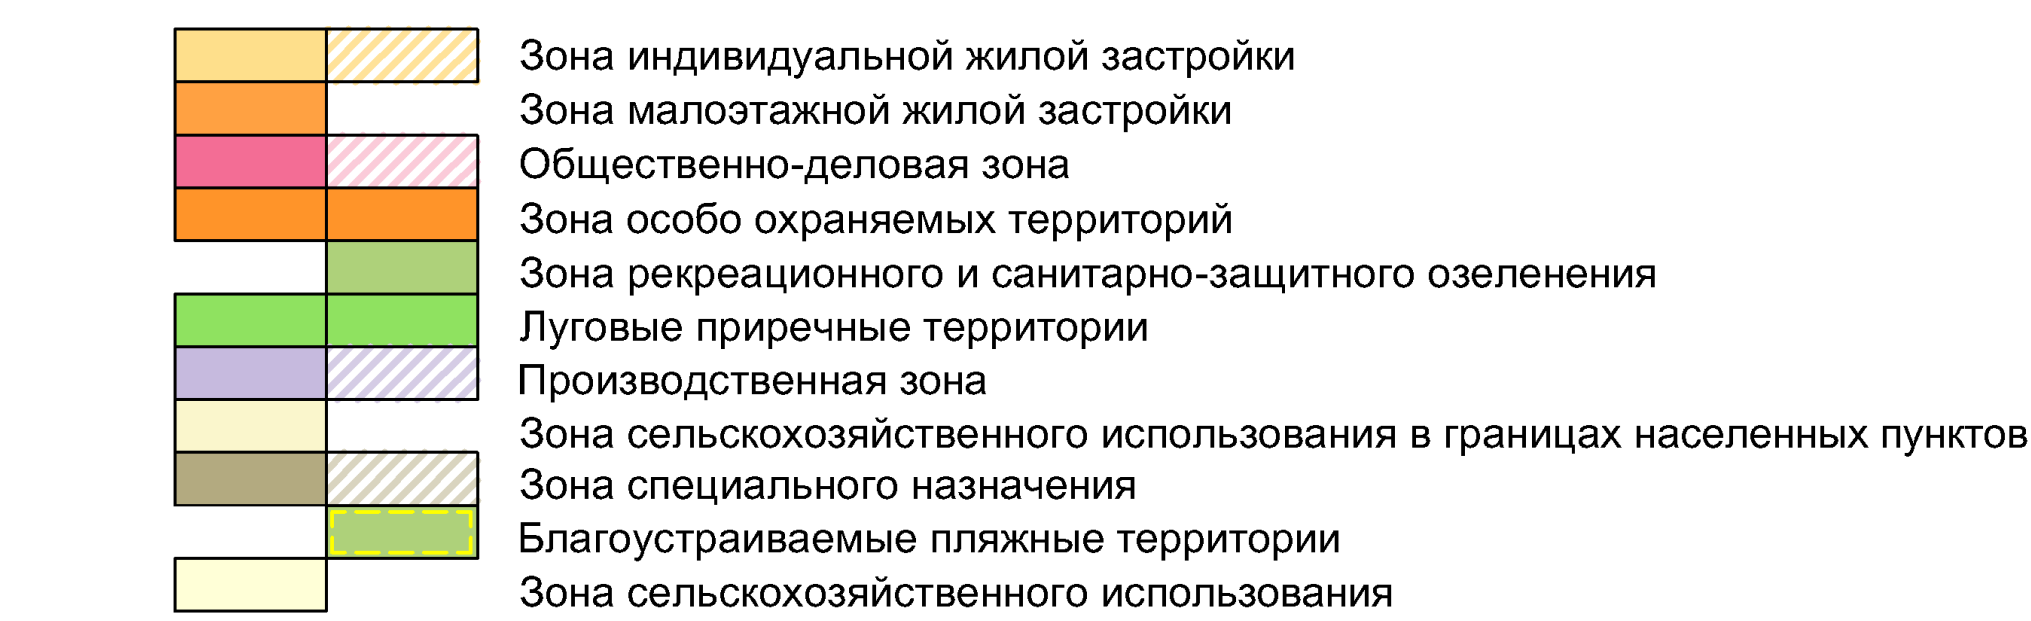 Зона индивидуальной жилой застройки
Зона малоэтажной жилой застройки
Общественно-деловая зона
Зона особо охраняемых территорий
Зона рекреационного и санитарно-защитного озеленения
Луговые приречные территории
Производственная зона
Зона сельскохозяйственного использования в границах населенных пунктов
Зона специального назначения
Благоустраиваемые пляжные территории
Зона сельскохозяйственного использования